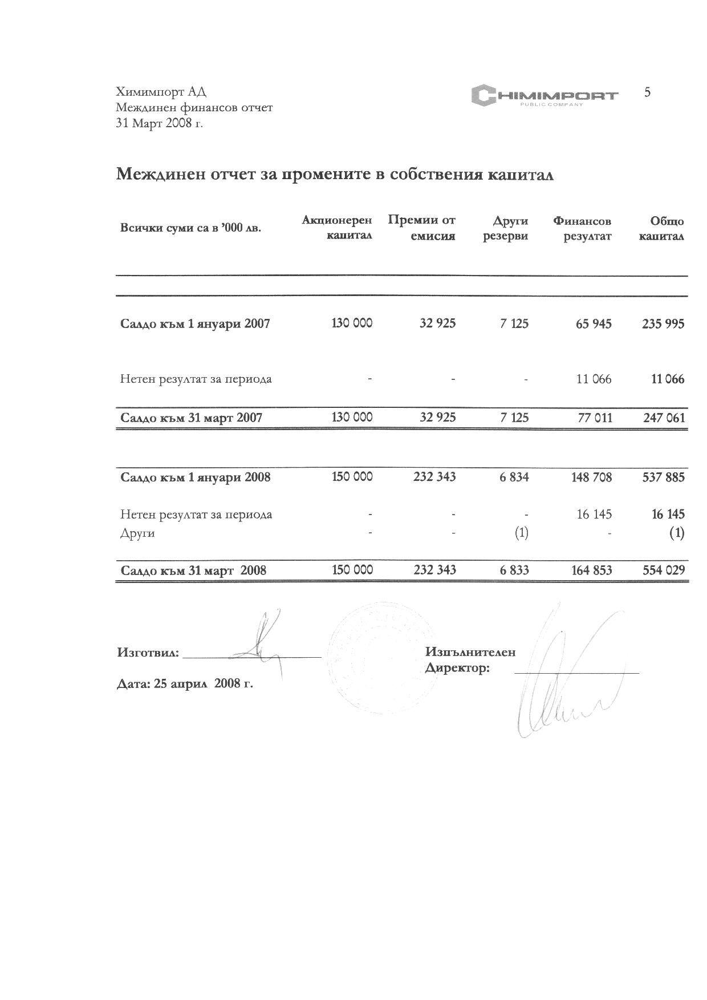 Химимпорт АД
CHIMIMPORT
PUBLIC COMPANY
5
Междинен финансов отчет
31 Март 2008 г.
Междинен отчет за промените в собствения капитал
Всички суми са в '000 лв. Акционерен капитал Премии от емисия Други резерви Финансов резултат Общо капитал
Салдо към 1 януари 2007 130 000 32 925 7 125 65 945 235 995
Нетен резултат за периода - - - 11 066 11 066
Салдо към 31 март 2007 130 000 32 925 7 125 77 011 247 061
Салдо към 1 януари 2008 150 000 232 343 6 834 148 708 537 885
Нетен резултат за периода - - - 16 145 16 145
Други - - (1) - (1)
Салдо към 31 март 2008 150 000 232 343 6 833 164 853 554 029
Изготвил:
Изпълнителен
Директор:
Дата: 25 април 2008 г.